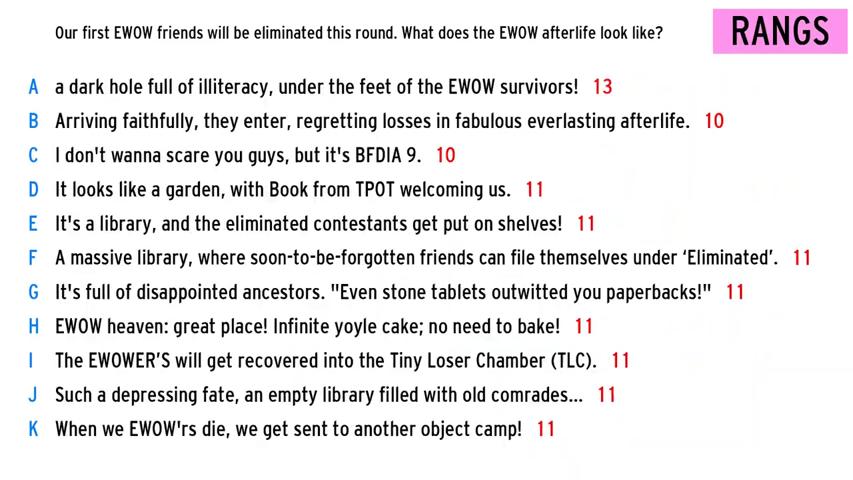 Our first EWOW friends will be eliminated this round. What does the EWOW afterlife look like?
RANGS
A a dark hole full of illiteracy, under the feet of the EWOW survivors! 13
B Arriving faithfully, they enter, regretting losses in fabulous everlasting afterlife. 10
C I don't wanna scare you guys, but it's BFDIA 9. 10
D It looks like a garden, with Book from TPOT welcoming us. 11
E It's a library, and the eliminated contestants get put on shelves! 11
F A massive library, where soon-to-be-forgotten friends can file themselves under ‘Eliminated’. 11
G It's full of disappointed ancestors. "Even stone tablets outwitted you paperbacks!" 11
H EWOW heaven: great place! Infinite yoyle cake; no need to bake! 11
I The EWOWER’S will get recovered into the Tiny Loser Chamber (TLC). 11
J Such a depressing fate, an empty library filled with old comrades... 11
K When we EWOW'rs die, we get sent to another object camp! 11